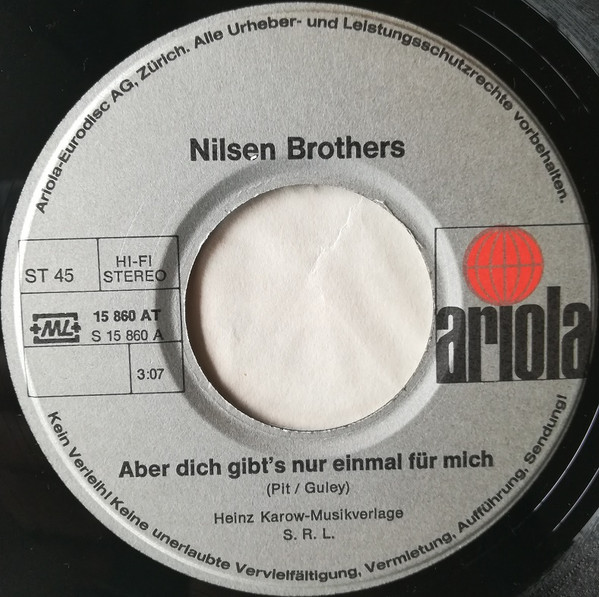 Ariola-Eurodisc AG, Zürich. Alle Urheber- und Leistungsschutzrechte vorbehalten.
Nilsen Brothers
ST 45
HI-FI
STEREO
ML
15 860 AT
S 15 860 A
3:07
ariola
Aber dich gibt's nur einmal für mich
(Pit / Guley)
Heinz Karow-Musikverlage
S. R. L.
Kein Verleih! Keine unerlaubte Vervielfältigung, Vermietung, Aufführung, Sendung!